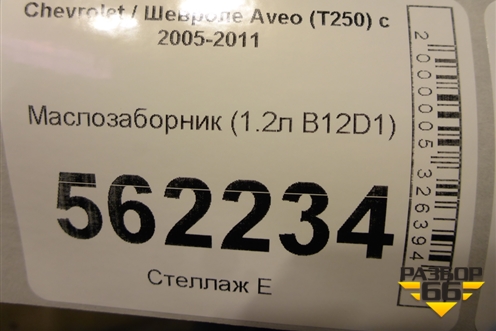 Chevrolet / Шевроле Aveo (T250) с
2005-2011
Маслозаборник (1.2л B12D1)
562234
Стеллаж Е
2000005326394
РАЗБОР
66